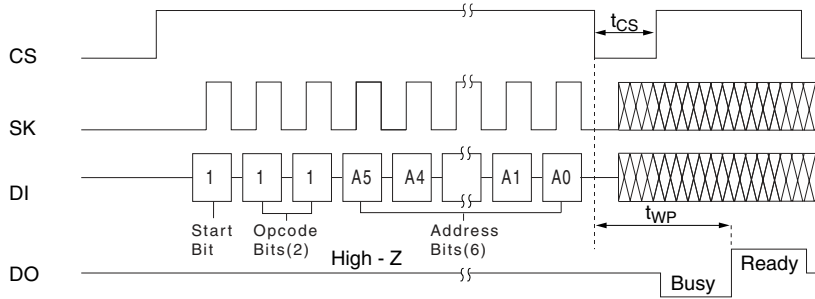 CS
tCS
SK
DI
1 1 1 A5 A4 A1 A0
Start Bit
Opcode Bits(2)
Address Bits(6)
tWP
High - Z
DO
Busy
Ready